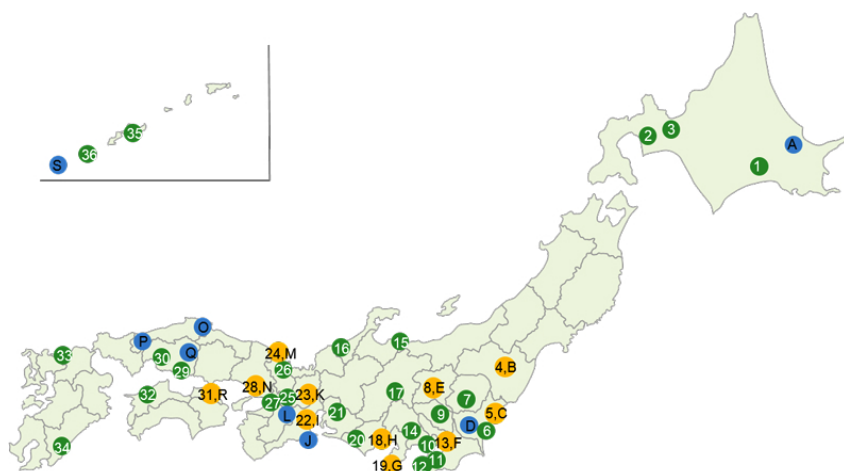 35
36
S
3
2
A
1
O
P
15
33
30
Q
16
24,M
4,B
29
26
8,E
28,N
17
7
32
31,R
25
23,K
27
9
5,C
L
22,I
21
D
6
14
34
J
20
18,H
10
13,F
19,G
12
11